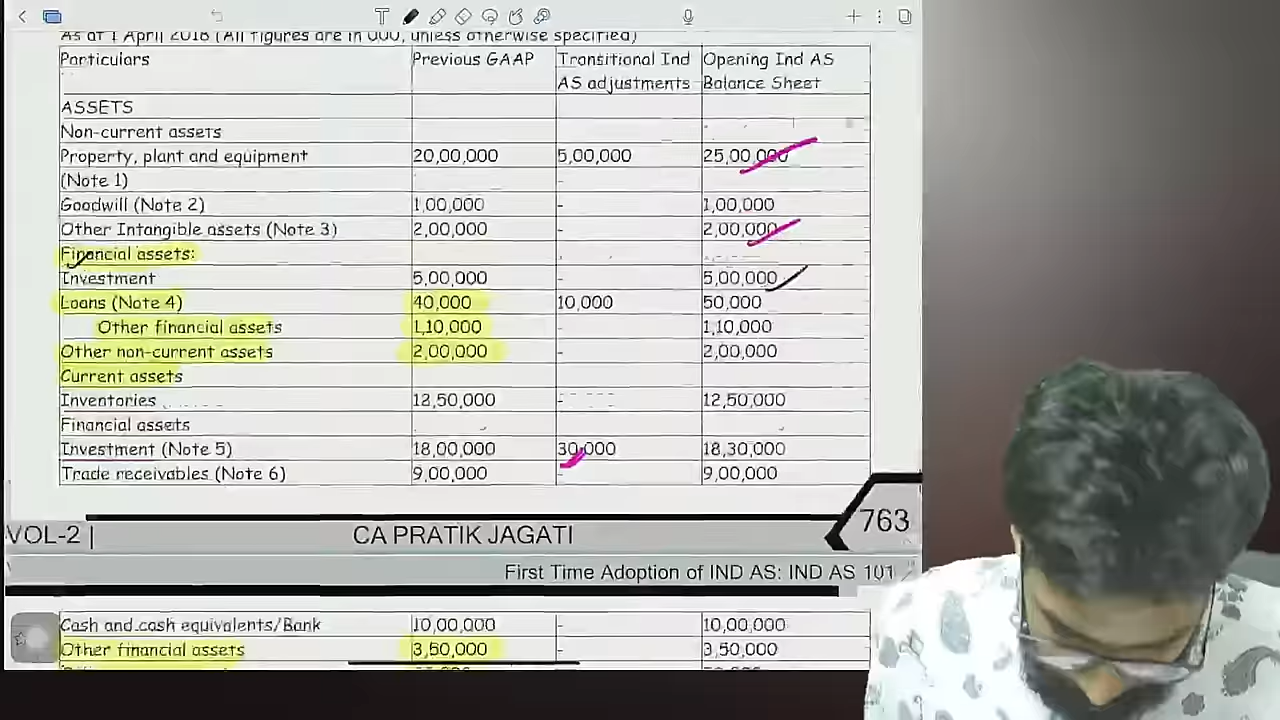 As at 1 April 2018 (All figures are in 000, unless otherwise specified)
Particulars Previous GAAP Transitional Ind AS adjustments Opening Ind AS Balance Sheet
ASSETS
Non-current assets
Property, plant and equipment (Note 1) 20,00,000 5,00,000 25,00,000
Goodwill (Note 2) 1,00,000 - 1,00,000
Other Intangible assets (Note 3) 2,00,000 - 2,00,000
Financial assets:
Investment 5,00,000 - 5,00,000
Loans (Note 4) 40,000 10,000 50,000
Other financial assets 1,10,000 - 1,10,000
Other non-current assets 2,00,000 - 2,00,000
Current assets
Inventories 12,50,000 12,50,000
Financial assets
Investment (Note 5) 18,00,000 30,000 18,30,000
Trade receivables (Note 6) 9,00,000 - 9,00,000
VOL-2 | CA PRATIK JAGATI 763
First Time Adoption of IND AS: IND AS 101
Cash and cash equivalents/Bank 10,00,000 - 10,00,000
Other financial assets 3,50,000 - 3,50,000